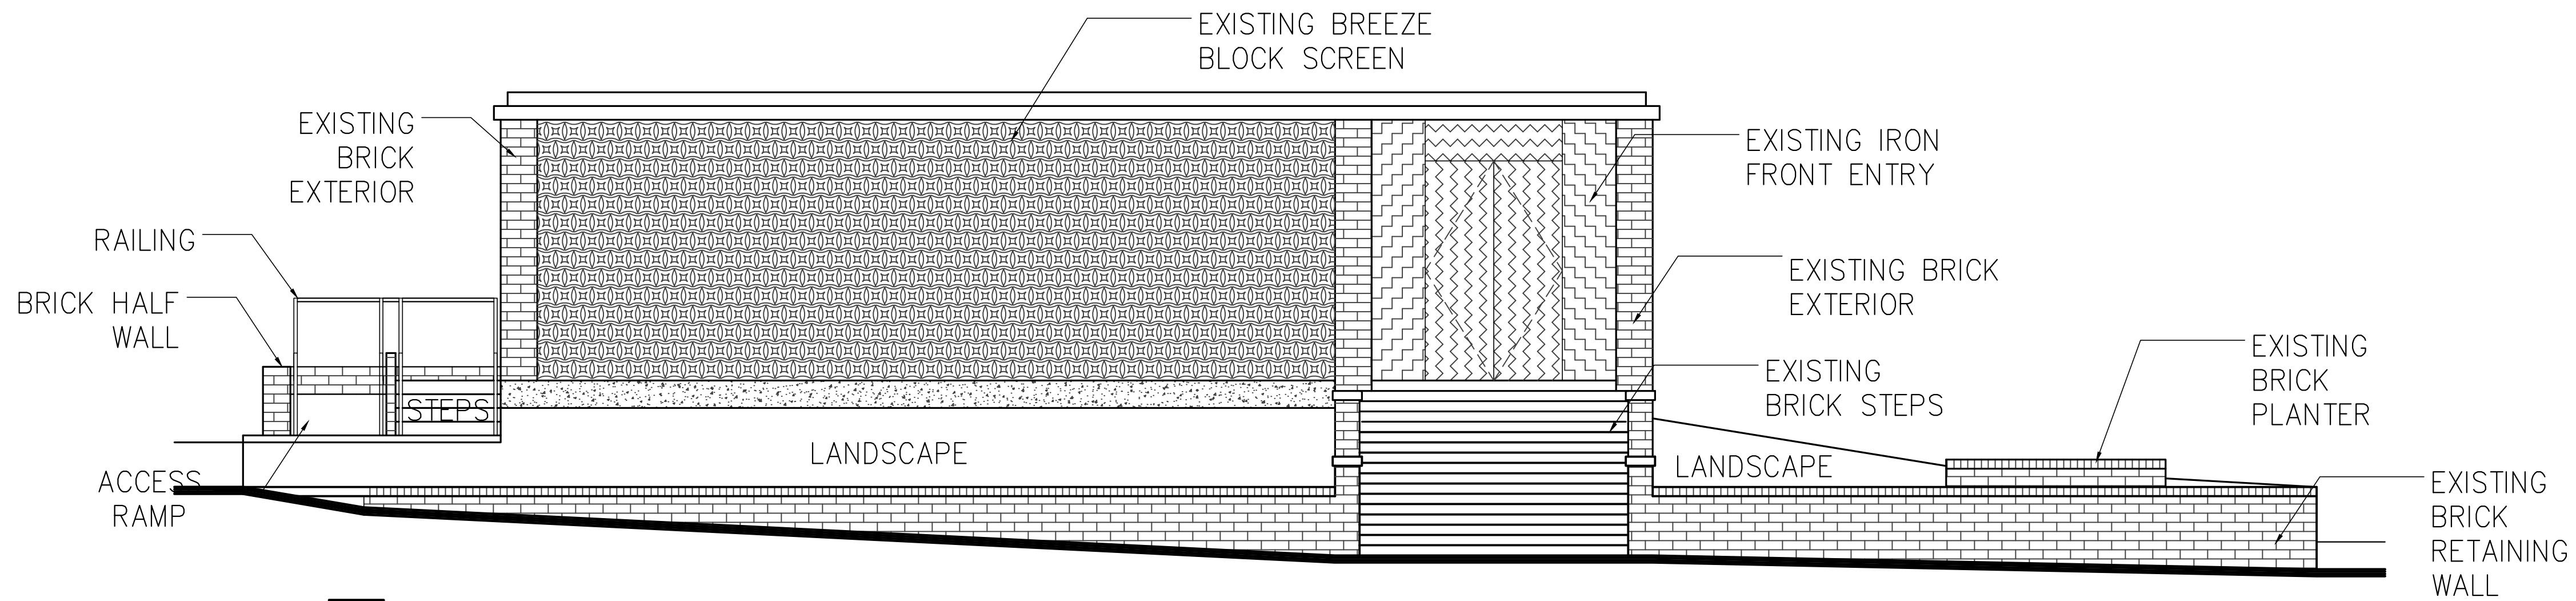 EXISTING BREEZE
BLOCK SCREEN
EXISTING
BRICK
EXTERIOR
EXISTING IRON
FRONT ENTRY
RAILING
EXISTING BRICK
EXTERIOR
BRICK HALF
WALL
EXISTING
BRICK
PLANTER
EXISTING
BRICK STEPS
STEPS
LANDSCAPE
LANDSCAPE
ACCESS
RAMP
EXISTING
BRICK
RETAINING
WALL